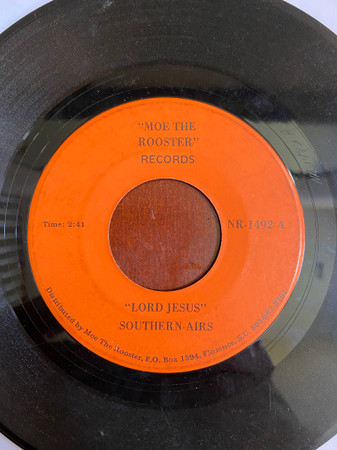 "MOE THE
ROOSTER"
RECORDS
Time: 2:41
NR-1492-A
"LORD JESUS"
SOUTHERN-AIRS
Distributed by Moe The Rooster, P.O. Box 1594, Florence, S.C.